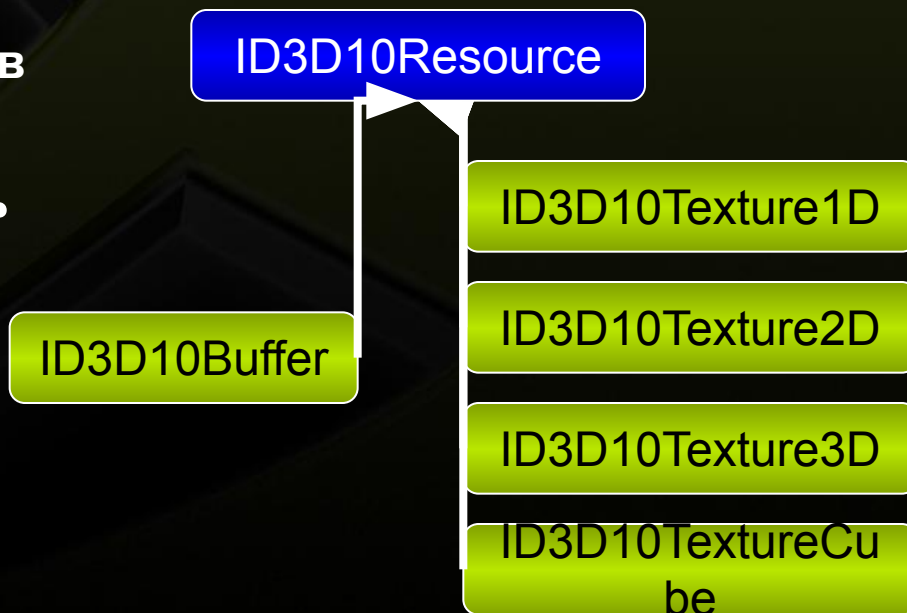 в
ID3D10Resource
ID3D10Texture1D
ID3D10Texture2D
ID3D10Buffer
ID3D10Texture3D
ID3D10TextureCu
be